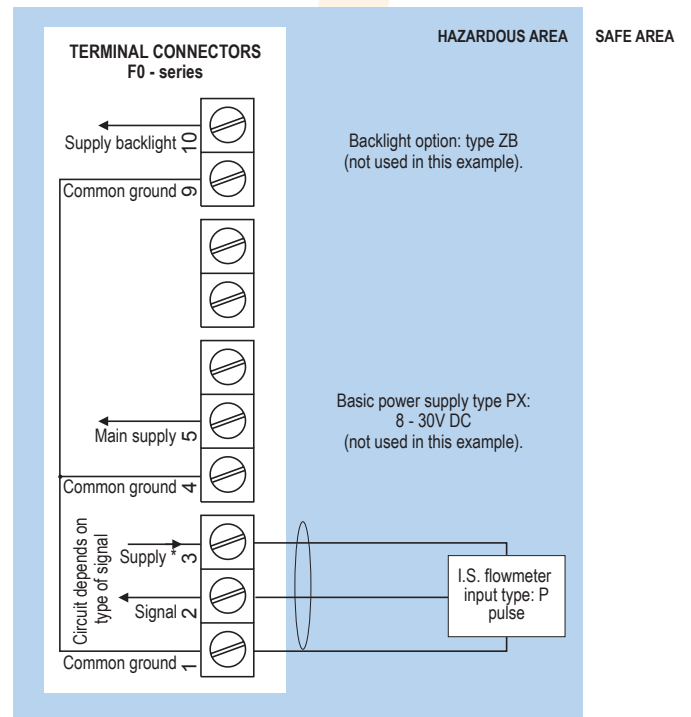 HAZARDOUS AREA
SAFE AREA
TERMINAL CONNECTORS
F0 - series
Supply backlight 10
Backlight option: type ZB
(not used in this example).
Common ground 9
Basic power supply type PX:
8 - 30V DC
(not used in this example).
Main supply 5
Common ground 4
Circuit depends on
type of signal
Supply * 3
Signal 2
Common ground 1
I.S. flowmeter
input type: P
pulse